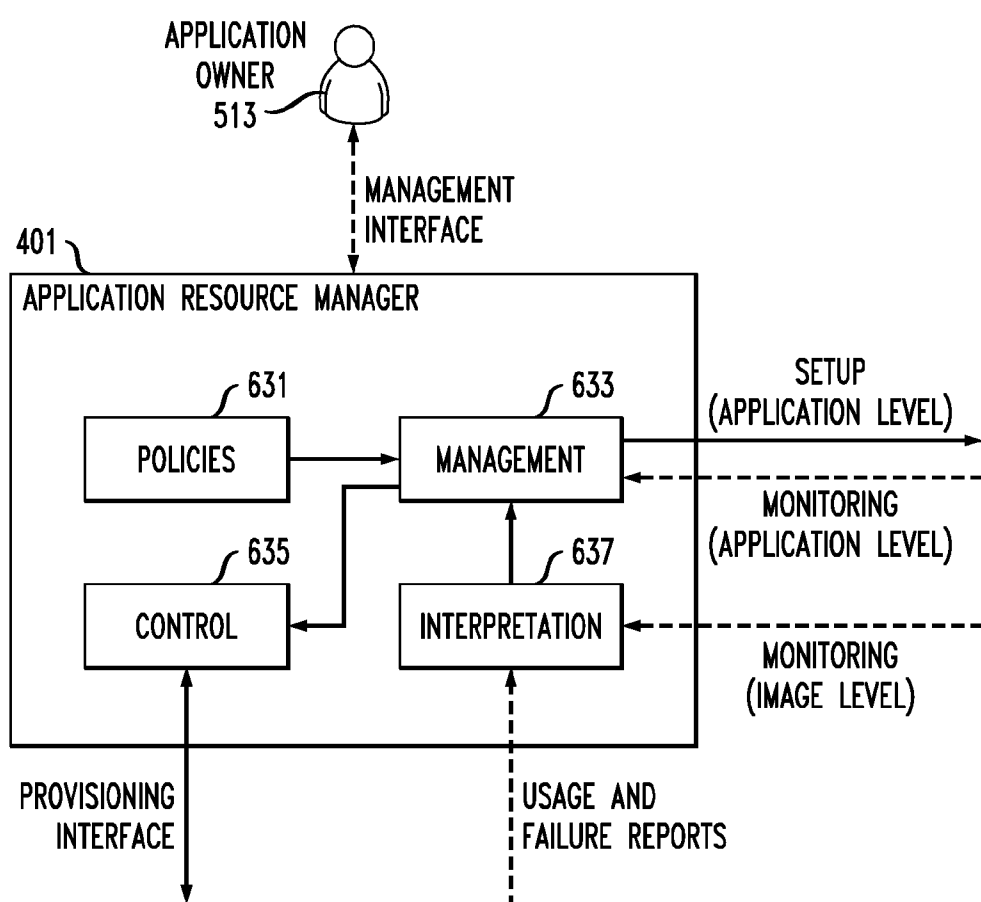 APPLICATION
OWNER
513
MANAGEMENT
INTERFACE
401
APPLICATION RESOURCE MANAGER
631
633
POLICIES
MANAGEMENT
SETUP
(APPLICATION LEVEL)
MONITORING
(APPLICATION LEVEL)
635
637
CONTROL
INTERPRETATION
MONITORING
(IMAGE LEVEL)
PROVISIONING
INTERFACE
USAGE AND
FAILURE REPORTS